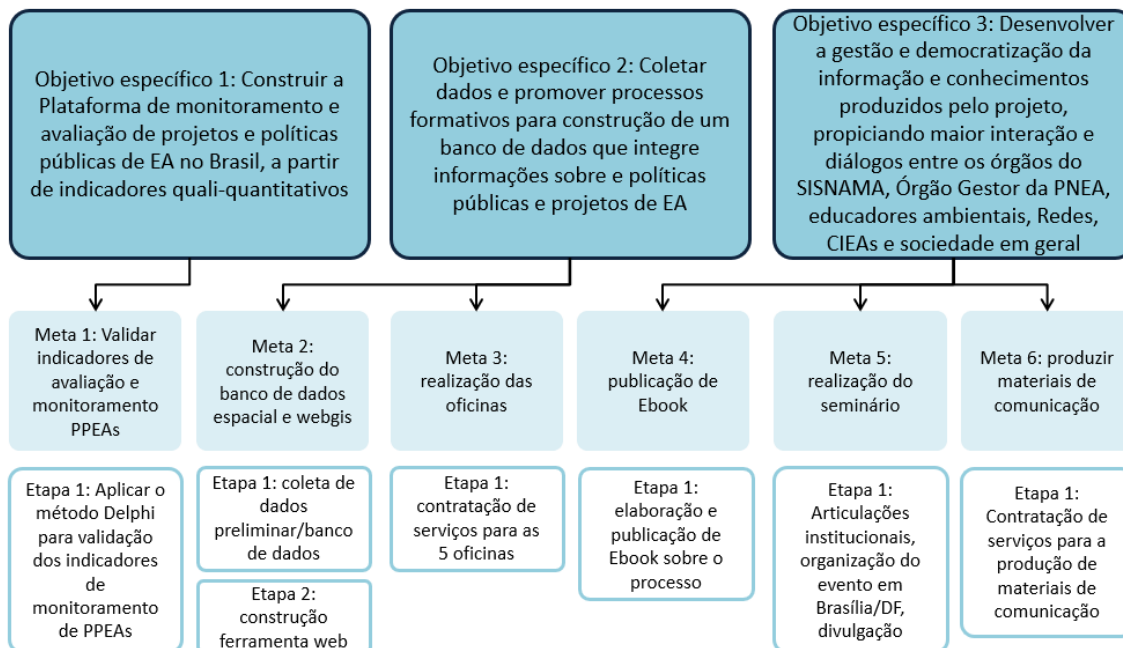 Objetivo específico 1: Construir a
Plataforma de monitoramento e
avaliação de projetos e políticas
públicas de EA no Brasil, a partir
de indicadores quali-quantitativos
Objetivo específico 2: Coletar
dados e promover processos
formativos para construção de um
banco de dados que integre
informações sobre e políticas
públicas e projetos de EA
Objetivo específico 3: Desenvolver
a gestão e democratização da
informação e conhecimentos
produzidos pelo projeto,
propiciando maior interação e
diálogos entre os órgãos do
SISNAMA, Órgão Gestor da PNEA,
educadores ambientais, Redes,
CIEAs e sociedade em geral
Meta 1: Validar
indicadores de
avaliação e
monitoramento
PPEAs
Meta 2:
construção do
banco de dados
espacial e webgis
Meta 3:
realização das
oficinas
Meta 4:
publicação de
Ebook
Meta 5:
realização do
seminário
Meta 6: produzir
materiais de
comunicação
Etapa 1: Aplicar o
método Delphi
para validação
dos indicadores
de
monitoramento
de PPEAs
Etapa 1: coleta de
dados
preliminar/banco
de dados
Etapa 2:
construção
ferramenta web
Etapa 1:
contratação de
serviços para as
5 oficinas
Etapa 1:
elaboração e
publicação de
Ebook sobre o
processo
Etapa 1:
Articulações
institucionais,
organização do
evento em
Brasília/DF,
divulgação
Etapa 1:
Contratação de
serviços para a
produção de
materiais de
comunicação